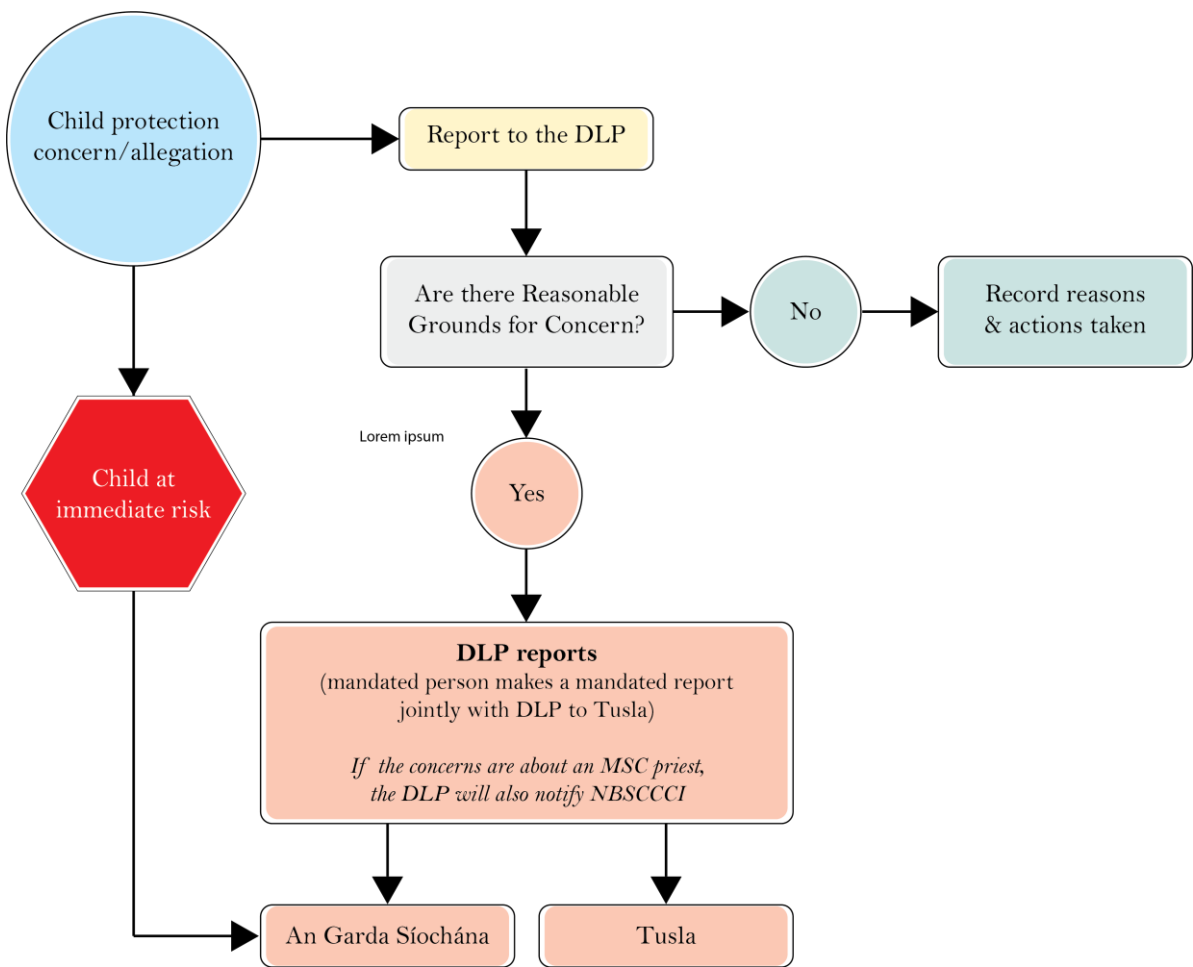 Child protection
concern/allegation
Report to the DLP
Are there Reasonable
Grounds for Concern?
No
Record reasons
& actions taken
Lorem ipsum
Yes
Child at
immediate risk
DLP reports
(mandated person makes a mandated report
jointly with DLP to Tusla)
If the concerns are about an MSC priest,
the DLP will also notify NBSCCCI
An Garda Síochána
Tusla